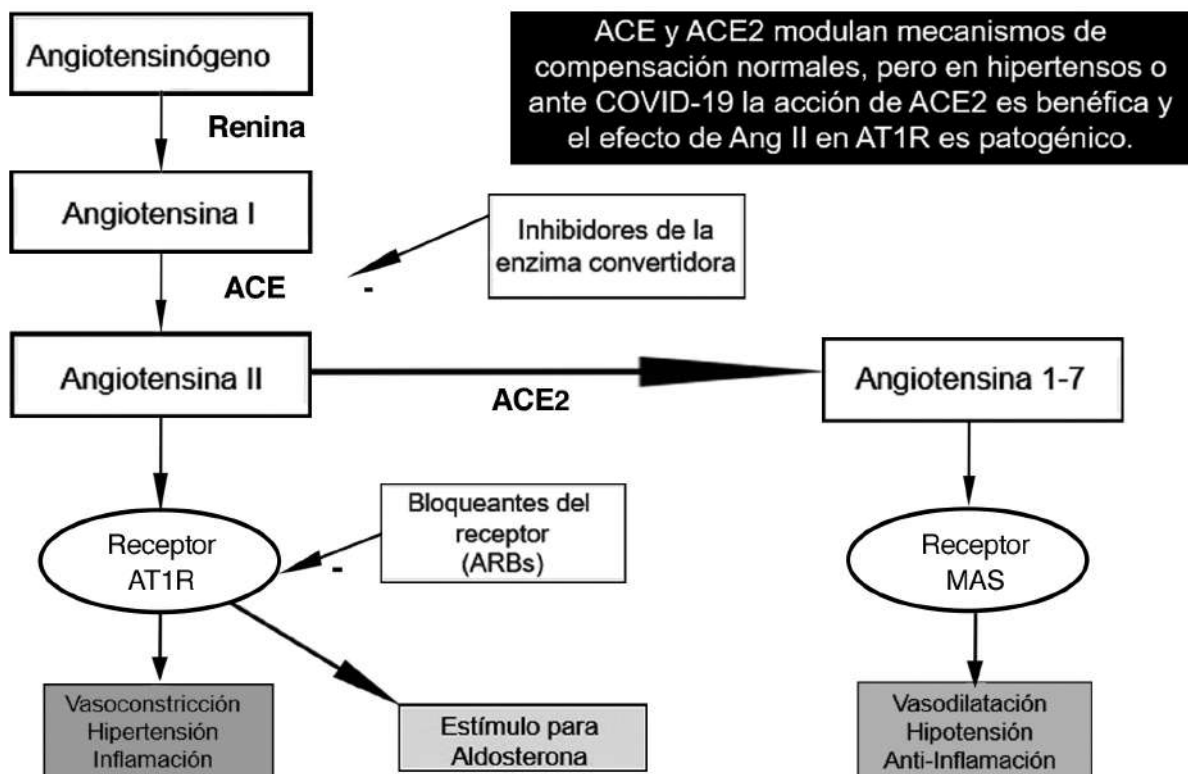 Angiotensinógeno
ACE y ACE2 modulan mecanismos de
compensación normales, pero en hipertensos o
ante COVID-19 la acción de ACE2 es benéfica y
el efecto de Ang II en AT1R es patogénico.
Renina
Angiotensina I
Inhibidores de la
enzima convertidora
ACE
-
Angiotensina II
ACE2
Angiotensina 1-7
Bloqueantes del
receptor
(ARBs)
-
Receptor
AT1R
Receptor
MAS
Vasoconstricción
Hipertensión
Inflamación
Estímulo para
Aldosterona
Vasodilatación
Hipotensión
Anti-Inflamación